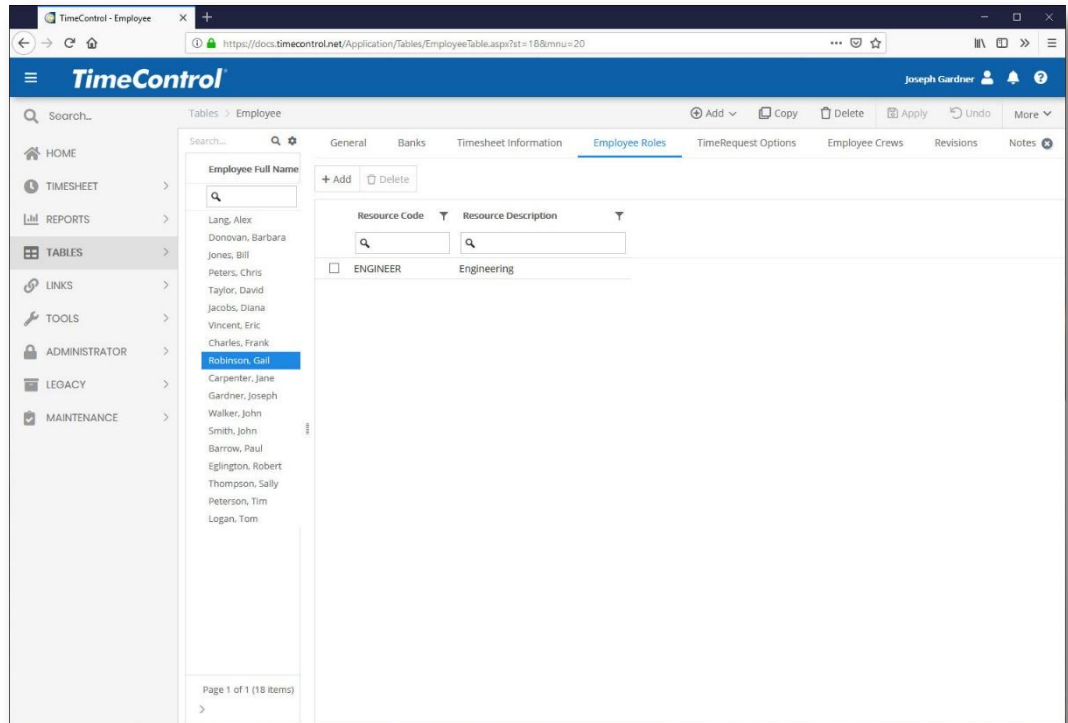 TimeControl - Employee
https://docs.timecontrol.net/Application/Tables/EmployeeTable.aspx?st=18&mnu=20
TimeControl
Joseph Gardner
Search...
HOME
TIMESHEET
REPORTS
TABLES
LINKS
TOOLS
ADMINISTRATOR
LEGACY
MAINTENANCE
Tables > Employee
Add
Copy
Delete
Apply
Undo
More
Search...
Employee Full Name
Lang, Alex
Donovan, Barbara
Jones, Bill
Peters, Chris
Taylor, David
Jacobs, Diana
Vincent, Eric
Charles, Frank
Robinson, Gail
Carpenter, Jane
Gardner, Joseph
Walker, John
Smith, John
Barrow, Paul
Eglington, Robert
Thompson, Sally
Peterson, Tim
Logan, Tom
Page 1 of 1 (18 items)
General Banks Timesheet Information Employee Roles TimeRequest Options Employee Crews Revisions Notes
+ Add Delete
Resource Code Resource Description
ENGINEER Engineering